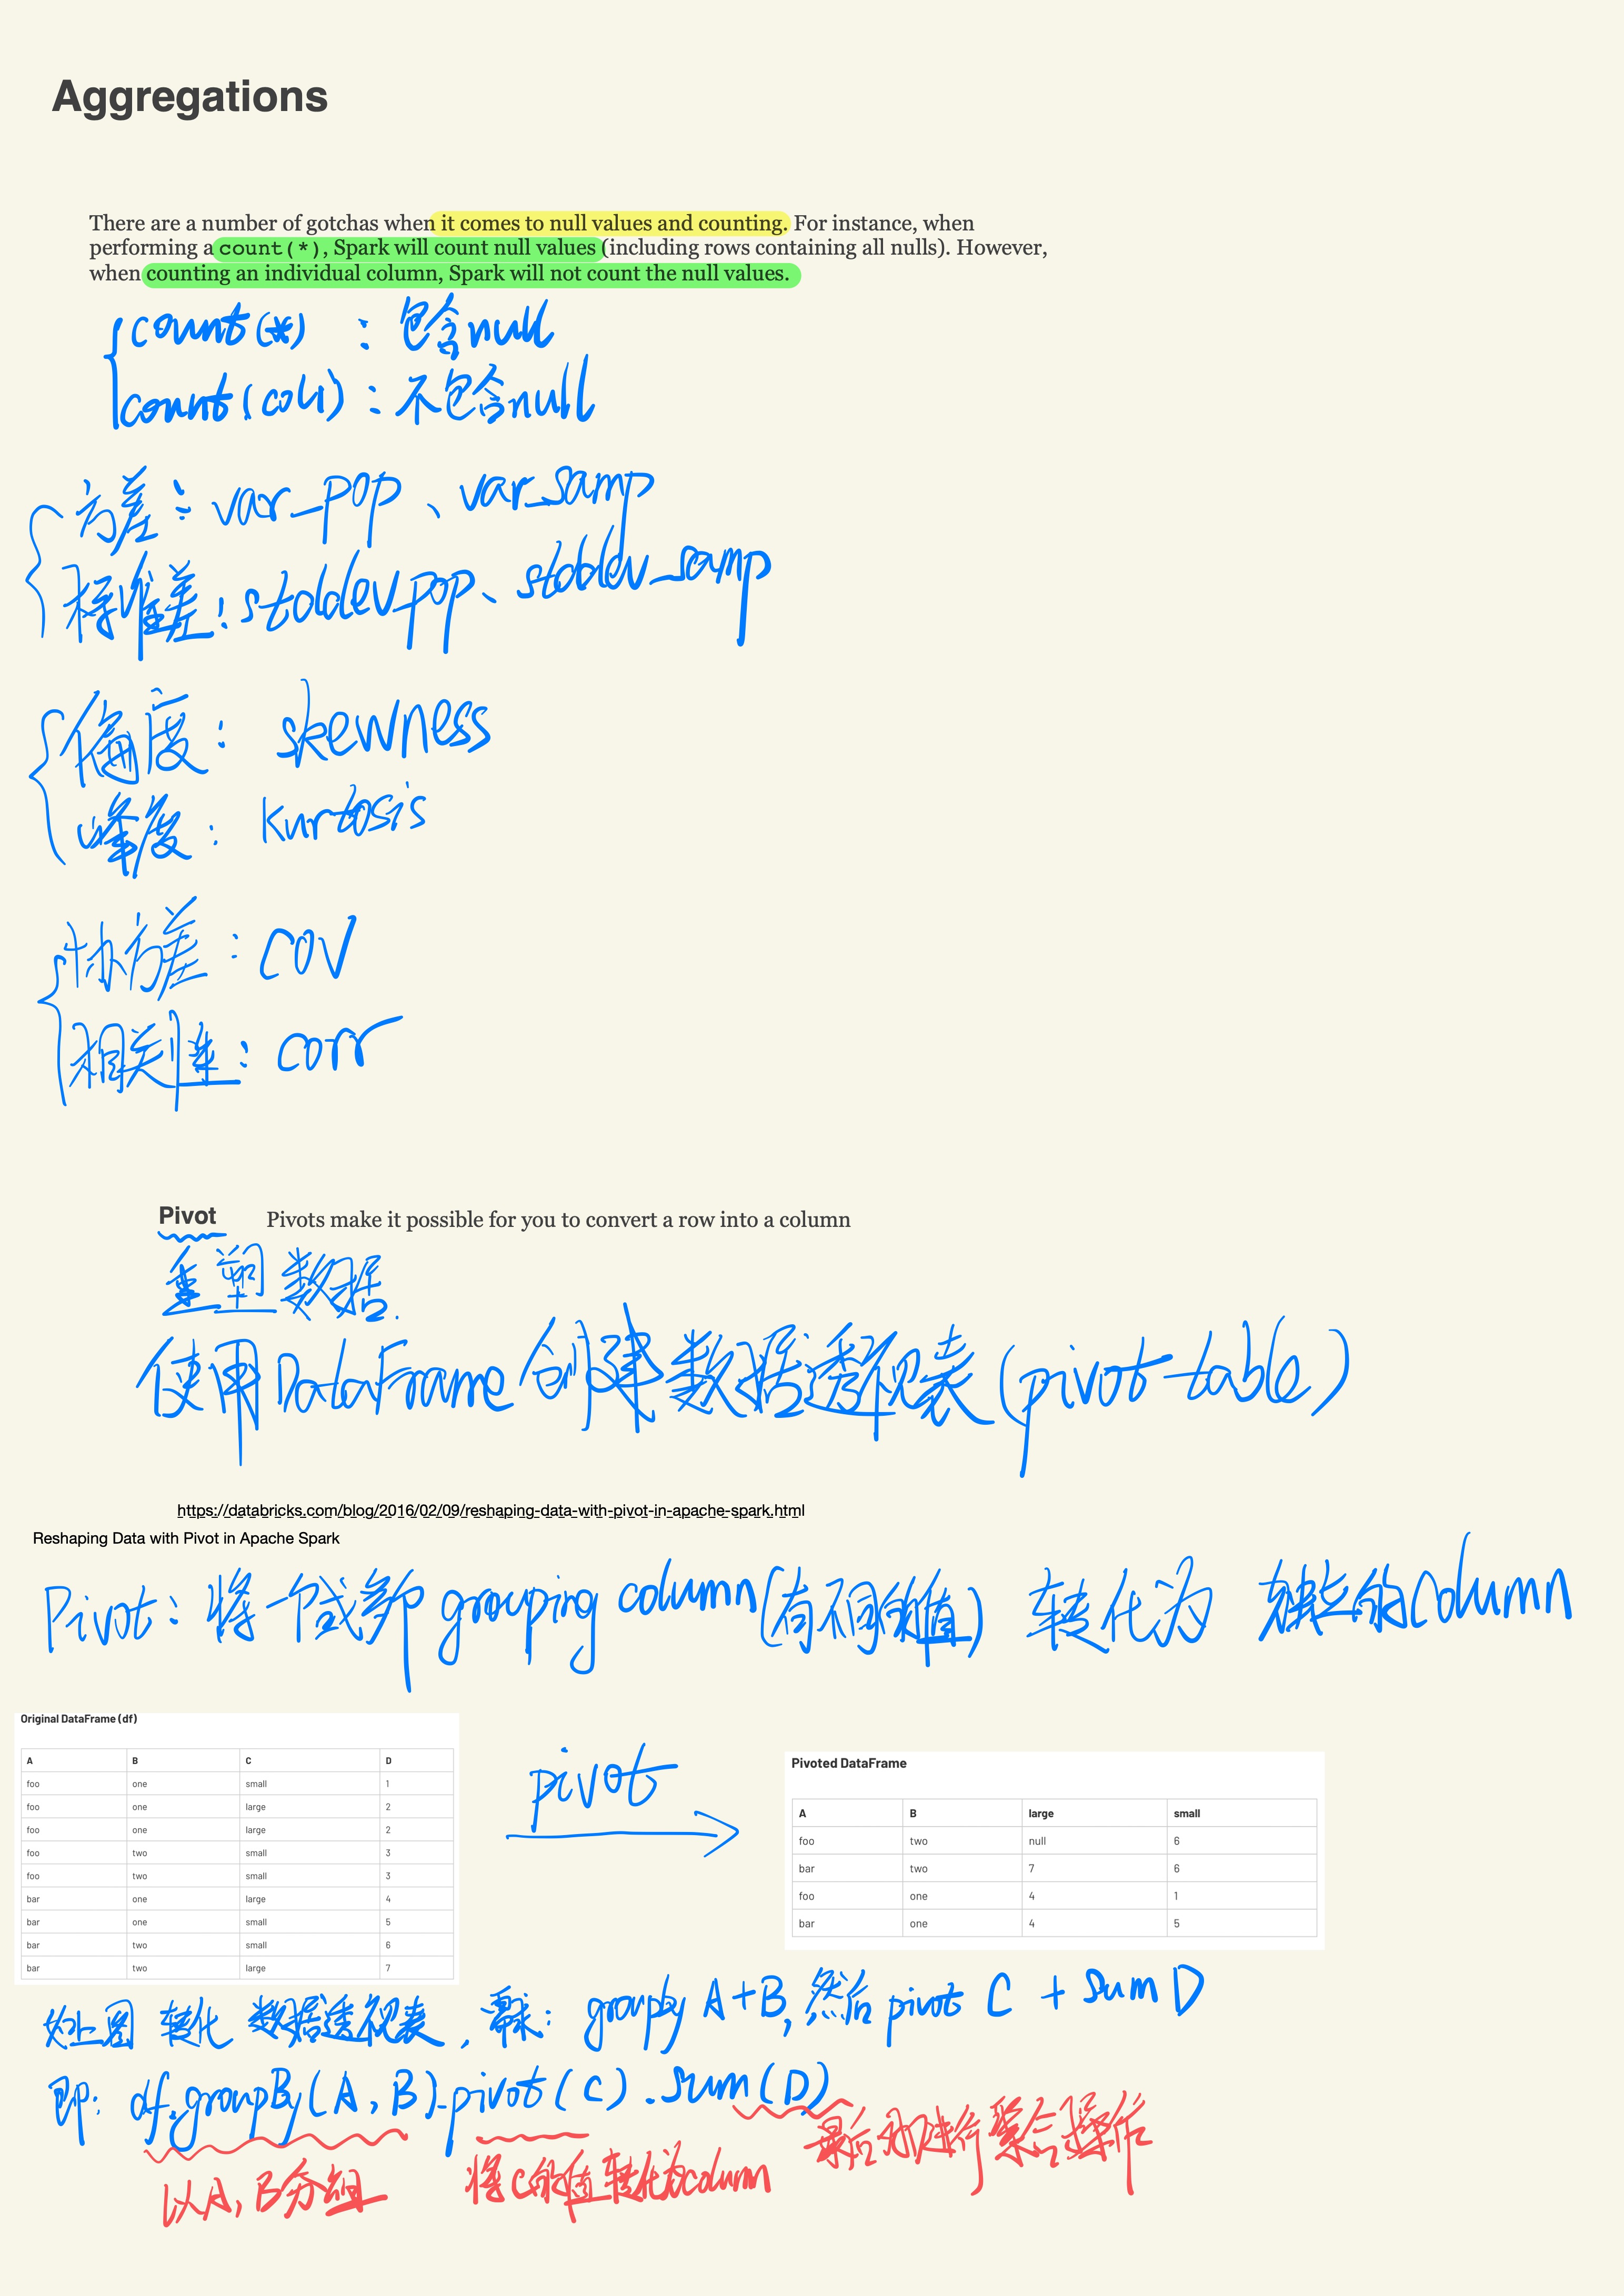 Aggregations
There are a number of gotchas when it comes to null values and counting. For instance, when
performing a count(*), Spark will count null values (including rows containing all nulls). However,
when counting an individual column, Spark will not count the null values.
count(*) : 包含null
count(col1) : 不包含null
方差: var_pop、var_samp
标准差: stddev_pop、stddev_samp
偏度: skewness
峰度: kurtosis
协方差: cov
相关性: corr
Pivot Pivots make it possible for you to convert a row into a column
重塑数据.
使用DataFrame创建数据透视表(pivot-table)
https://databricks.com/blog/2016/02/09/reshaping-data-with-pivot-in-apache-spark.html
Reshaping Data with Pivot in Apache Spark
Pivot: 将一个或多个grouping column(有不同的值) 转化为 的column
Original DataFrame (df)
A B C D
foo one small 1
foo one large 2
foo one large 2
foo two small 3
foo two small 3
bar one large 4
bar one small 5
bar two small 6
bar two large 7
pivot
Pivoted DataFrame
A B large small
foo two null 6
bar two 7 6
foo one 4 1
bar one 4 5
如上图 转化 数据透视表, : groupby A+B, 然后 pivot C + sum D
即: df.groupBy(A, B).pivot(C).sum(D)
以A, B分组 将C的值转化为column 最后 进行聚合操作